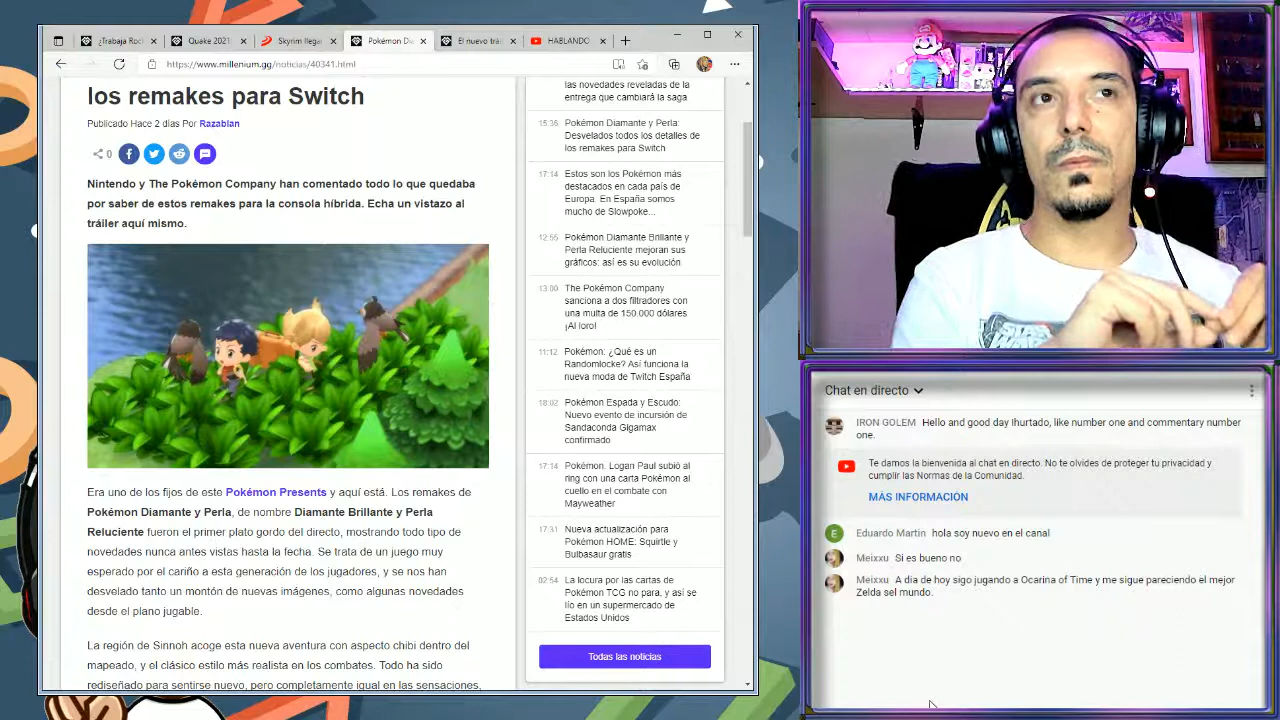 ¿Trabaja Roc
Quake 2021
Skyrim llegar
Pokémon Dia
El nuevo trái
HABLANDO
https://www.millenium.gg/noticias/40341.html
los remakes para Switch
Publicado Hace 2 días Por Razablan
0
Nintendo y The Pokémon Company han comentado todo lo que quedaba
por saber de estos remakes para la consola híbrida. Echa un vistazo al
tráiler aquí mismo.
Era uno de los fijos de este Pokémon Presents y aquí está. Los remakes de
Pokémon Diamante y Perla, de nombre Diamante Brillante y Perla
Reluciente fueron el primer plato gordo del directo, mostrando todo tipo de
novedades nunca antes vistas hasta la fecha. Se trata de un juego muy
esperado por el cariño a esta generación de los jugadores, y se nos han
desvelado tanto un montón de nuevas imágenes, como algunas novedades
desde el plano jugable.
La región de Sinnoh acoge esta nueva aventura con aspecto chibi dentro del
mapeado, y el clásico estilo más realista en los combates. Todo ha sido
rediseñado para sentirse nuevo, pero completamente igual en las sensaciones,
las novedades reveladas de la
entrega que cambiará la saga
15:36 Pokémon Diamante y Perla:
Desvelados todos los detalles de
los remakes para Switch
17:14 Estos son los Pokémon más
destacados en cada país de
Europa. En España somos
mucho de Slowpoke...
12:55 Pokémon Diamante Brillante y
Perla Reluciente mejoran sus
gráficos: así es su evolución
13:00 The Pokémon Company
sanciona a dos filtradores con
una multa de 150.000 dólares
¡Al loro!
11:12 Pokémon: ¿Qué es un
Randomlocke? Así funciona la
nueva moda de Twitch España
18:02 Pokémon Espada y Escudo:
Nuevo evento de incursión de
Sandaconda Gigamax
confirmado
17:14 Pokémon. Logan Paul subió al
ring con una carta Pokémon al
cuello en el combate con
Mayweather
17:31 Nueva actualización para
Pokémon HOME: Squirtle y
Bulbasaur gratis
02:54 La locura por las cartas de
Pokémon TCG no para, y así se
lío en un supermercado de
Estados Unidos
Todas las noticias
Chat en directo
IRON GOLEM Hello and good day lhurtado, like number one and commentary number
one.
Te damos la bienvenida al chat en directo. No te olvides de proteger tu privacidad y
cumplir las Normas de la Comunidad.
MÁS INFORMACIÓN
E Eduardo Martin hola soy nuevo en el canal
Meixxu Si es bueno no
Meixxu A dia de hoy sigo jugando a Ocarina of Time y me sigue pareciendo el mejor
Zelda sel mundo.